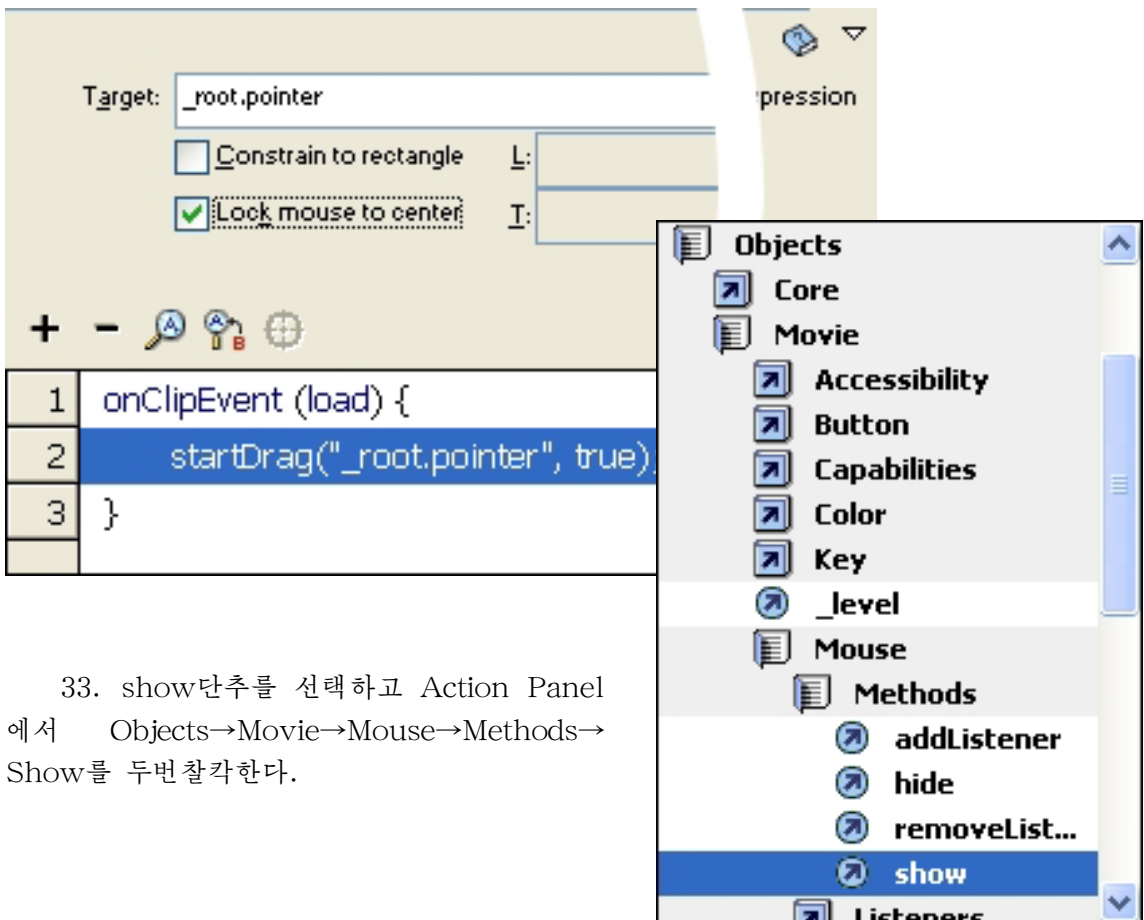 Target: _root.pointer pression
Constrain to rectangle L:
Lock mouse to center T:
1 onClipEvent (load) {
2 startDrag("_root.pointer", true)
3 }
Objects
Core
Movie
Accessibility
Button
Capabilities
Color
Key
_level
Mouse
Methods
addListener
hide
removeList...
show
Listeners
33. show단추를 선택하고 Action Panel
에서 Objects→Movie→Mouse→Methods→
Show를 두번찰칵한다.